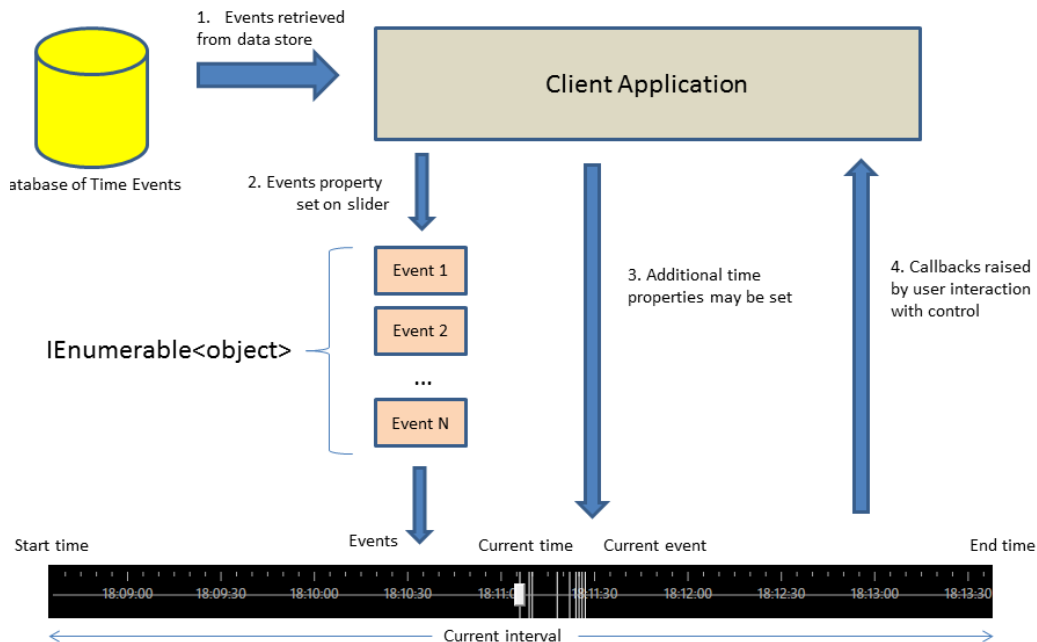 1. Events retrieved
from data store
Client Application
atabase of Time Events
2. Events property
set on slider
Event 1
Event 2
...
Event N
IEnumerable<object>
3. Additional time
properties may be set
4. Callbacks raised
by user interaction
with control
Start time
Events
Current time
Current event
End time
18:09:00 18:09:30 18:10:00 18:10:30 18:11:0 18:11:30 18:12:00 18:12:30 18:13:00 18:13:30
Current interval